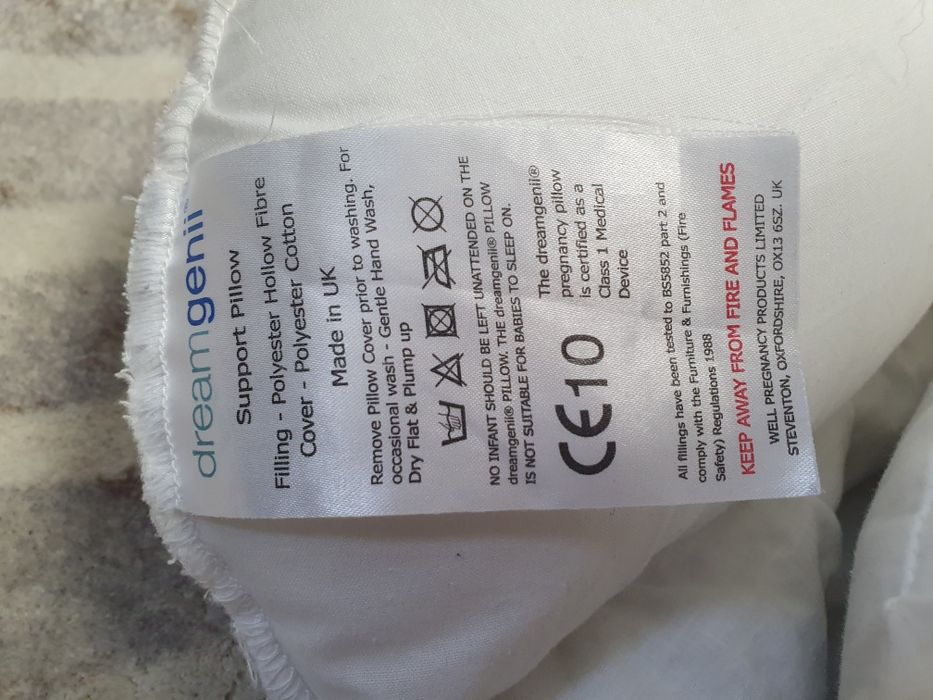 dreamgenii®
Support Pillow
Filling - Polyester Hollow Fibre
Cover - Polyester Cotton
Made in UK
Remove Pillow Cover prior to washing. For
occasional wash - Gentle Hand Wash,
Dry Flat & Plump up
NO INFANT SHOULD BE LEFT UNATTENDED ON THE
dreamgenii® PILLOW. THE dreamgenii® PILLOW
IS NOT SUITABLE FOR BABIES TO SLEEP ON.
CE10
The dreamgenii®
pregnancy pillow
is certified as a
Class 1 Medical
Device
All fillings have been tested to BS5852 part 2 and
comply with the Furniture & Furnishings (Fire
Safety) Regulations 1988
KEEP AWAY FROM FIRE AND FLAMES
WELL PREGNANCY PRODUCTS LIMITED
STEVENTON, OXFORDSHIRE, OX13 6SZ. UK